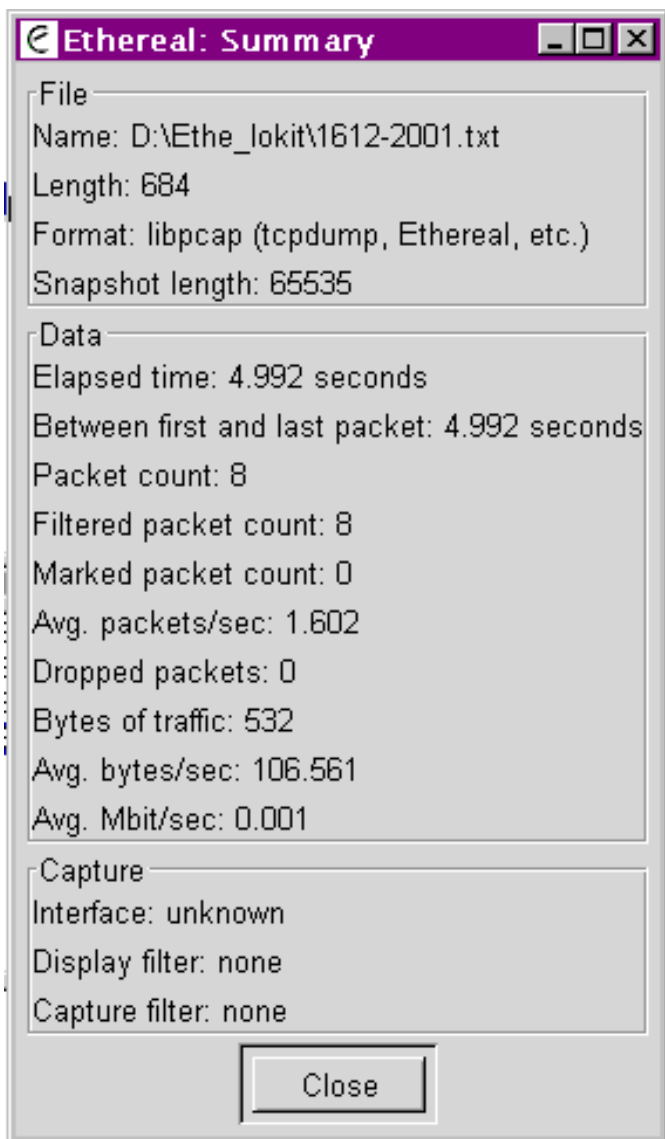 Ethereal: Summary
File
Name: D:\Ethe_lokit\1612-2001.txt
Length: 684
Format: libpcap (tcpdump, Ethereal, etc.)
Snapshot length: 65535
Data
Elapsed time: 4.992 seconds
Between first and last packet: 4.992 seconds
Packet count: 8
Filtered packet count: 8
Marked packet count: 0
Avg. packets/sec: 1.602
Dropped packets: 0
Bytes of traffic: 532
Avg. bytes/sec: 106.561
Avg. Mbit/sec: 0.001
Capture
Interface: unknown
Display filter: none
Capture filter: none
Close